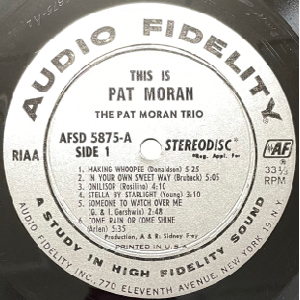 AUDIO FIDELITY
THIS IS
PAT MORAN
THE PAT MORAN TRIO
AFSD 5875-A
SIDE 1
STEREODISC*
*Reg. Appl. For
RIAA
AF
33 1/3
RPM
1. MAKING WHOOPEE (Donaldson) 5:25
2. IN YOUR OWN SWEET WAY (Brubeck) 5:05
3. ONILISOR (Rosilino) 4:10
4. STELLA BY STARLIGHT (Young) 3:10
5. SOMEONE TO WATCH OVER ME
(G. & I. Gershwin) 2:48
6. COME RAIN OR COME SHINE
(Arlen) 5:35
Production, A & R: Sidney Frey
PRINTED IN U.S.A.
A STUDY IN HIGH FIDELITY SOUND
AUDIO FIDELITY, INC., 770 ELEVENTH AVENUE, NEW YORK 19, N.Y.